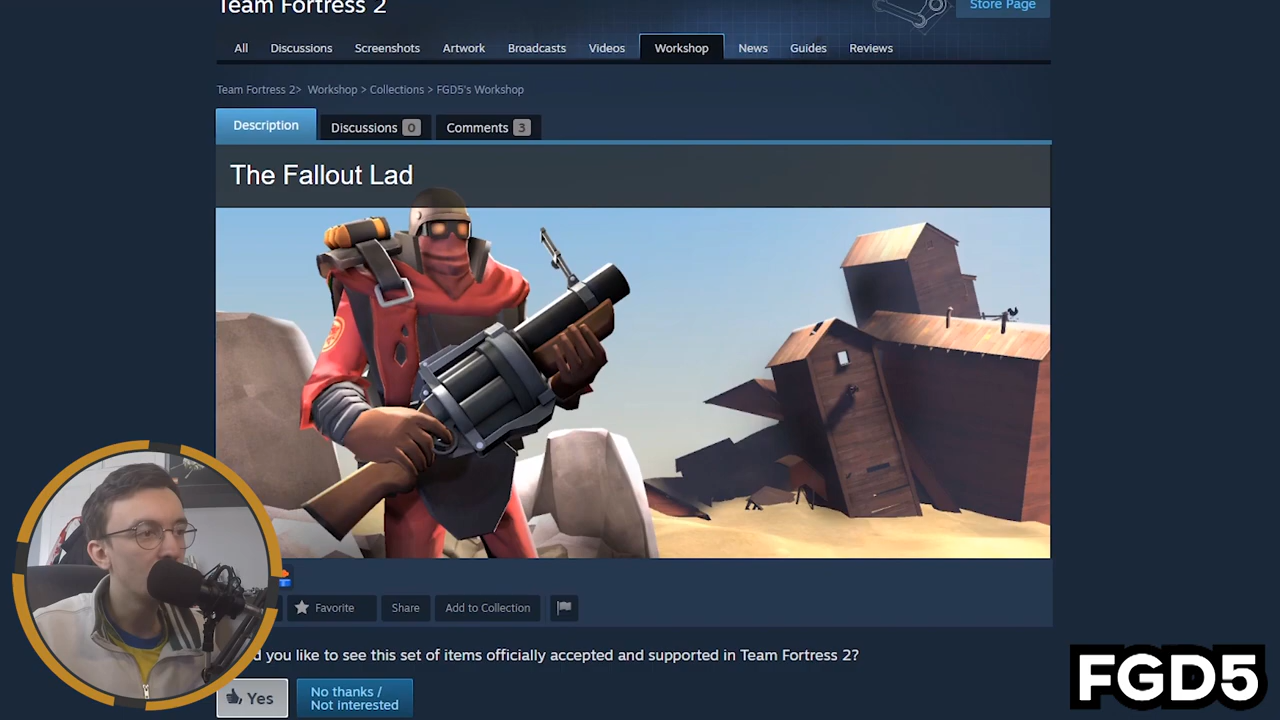 Team Fortress 2
Store Page
All Discussions Screenshots Artwork Broadcasts Videos Workshop News Guides Reviews
Team Fortress 2> Workshop > Collections > FGD5's Workshop
Description Discussions 0 Comments 3
The Fallout Lad
Favorite Share Add to Collection
you like to see this set of items officially accepted and supported in Team Fortress 2?
Yes
No thanks /
Not interested
FGD5